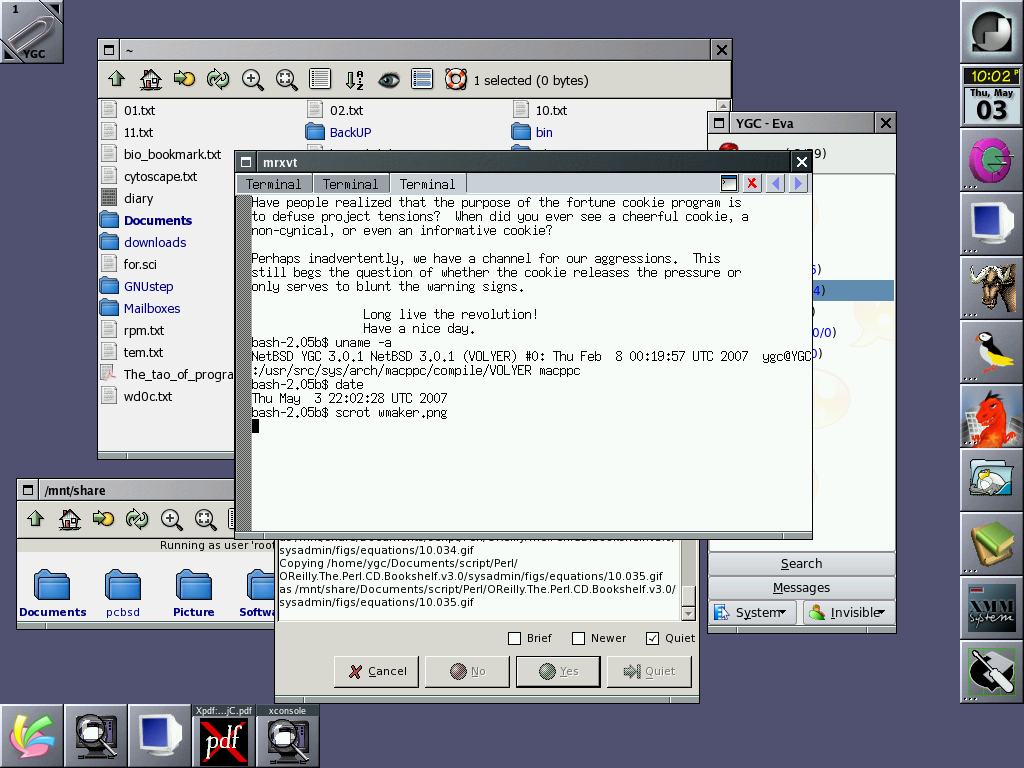 1
YGC
~
1 selected (0 bytes)
01.txt
02.txt
10.txt
11.txt
BackUP
bin
bio_bookmark.txt
cytoscape.txt
diary
Documents
downloads
for.sci
GNUstep
Mailboxes
rpm.txt
tem.txt
The_tao_of_progra
wd0c.txt
mrxvt
Terminal
Terminal
Terminal
Have people realized that the purpose of the fortune cookie program is
to defuse project tensions?  When did you ever see a cheerful cookie, a
non-cynical, or even an informative cookie?
Perhaps inadvertently, we have a channel for our aggressions.  This
still begs the question of whether the cookie releases the pressure or
only serves to blunt the warning signs.
Long live the revolution!
Have a nice day.
bash-2.05b$ uname -a
NetBSD YGC 3.0.1 NetBSD 3.0.1 (VOLYER) #0: Thu Feb  8 00:19:57 UTC 2007  ygc@YGC
:/usr/src/sys/arch/macppc/compile/VOLYER macppc
bash-2.05b$ date
Thu May  3 22:02:28 UTC 2007
bash-2.05b$ scrot wmaker.png
YGC - Eva
79)
4)
0/0)
Search
Messages
System
Invisible
/mnt/share
Running as user 'root
Documents
pcbsd
Picture
Softwa
sysadmin/figs/equations/10.034.gif
Copying /home/ygc/Documents/script/Perl/
OReilly.The.Perl.CD.Bookshelf.v3.0/sysadmin/figs/equations/10.035.gif
as /mnt/share/Documents/script/Perl/OReilly.The.Perl.CD.Bookshelf.v3.0/
sysadmin/figs/equations/10.035.gif
Brief
Newer
Quiet
Cancel
No
Yes
Quiet
10:02 P
Thu, May
03
XMM
System
Xpdf:...jC.pdf
pdf
xconsole